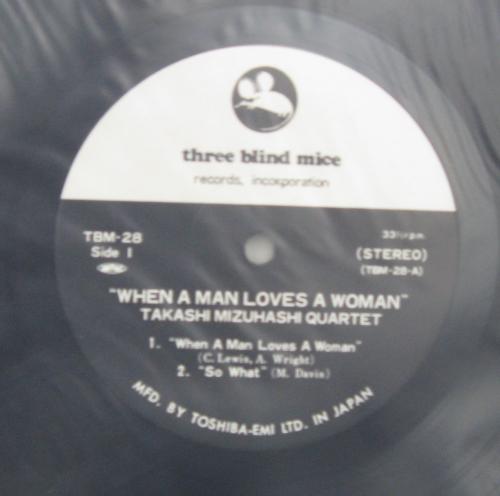 three blind mice
records, incorporation
TBM-28
Side 1
33⅓rpm
(STEREO)
(TBM-28-A)
"WHEN A MAN LOVES A WOMAN"
TAKASHI MIZUHASHI QUARTET
1. "When A Man Loves A Woman"
(C. Lewis, A. Wright)
2. "So What" (M. Davis)
MFD. BY TOSHIBA-EMI LTD. IN JAPAN